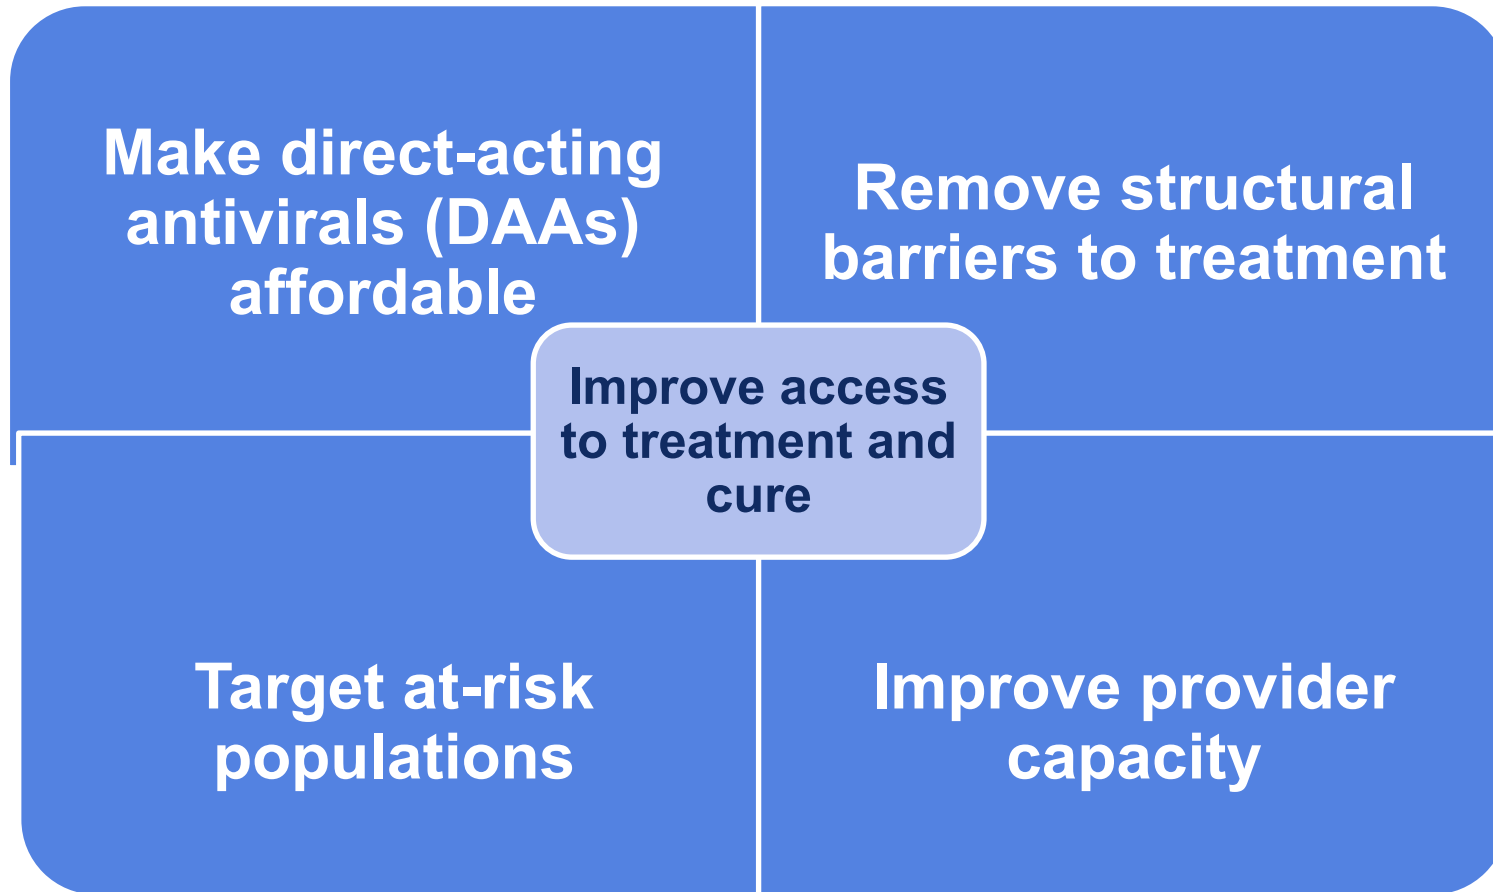 Make direct-acting
antivirals (DAAs)
affordable
Remove structural
barriers to treatment
Improve access
to treatment and
cure
Target at-risk
populations
Improve provider
capacity